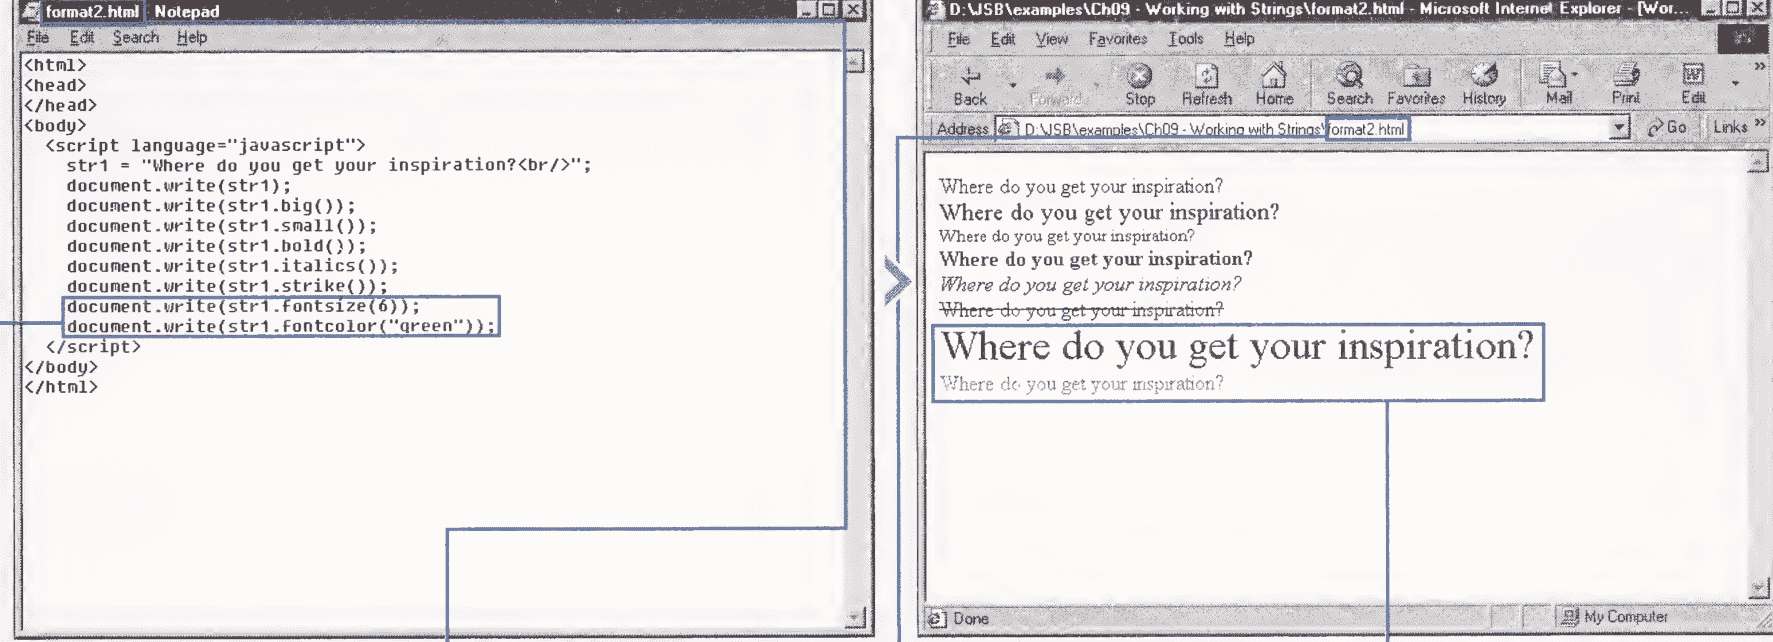 format2.html - Notepad
File Edit Search Help
<html>
<head>
</head>
<body>
<script language="javascript">
str1 = "Where do you get your inspiration?<br/>";
document.write(str1);
document.write(str1.big());
document.write(str1.small());
document.write(str1.bold());
document.write(str1.italics());
document.write(str1.strike());
document.write(str1.fontsize(6));
document.write(str1.fontcolor("green"));
</script>
</body>
</html>
D:\JSB\examples\Ch09 - Working with Strings\format2.html - Microsoft Internet Explorer - [Wor...
File Edit View Favorites Tools Help
Back Forward Stop Refresh Home Search Favorites History Mail Print Edit »
Address D:\JSB\examples\Ch09 - Working with Strings\format2.html Go Links »
Where do you get your inspiration?
Where do you get your inspiration?
Where do you get your inspiration?
Where do you get your inspiration?
Where do you get your inspiration?
Where do you get your inspiration?
Where do you get your inspiration?
Where do you get your inspiration?
Done My Computer